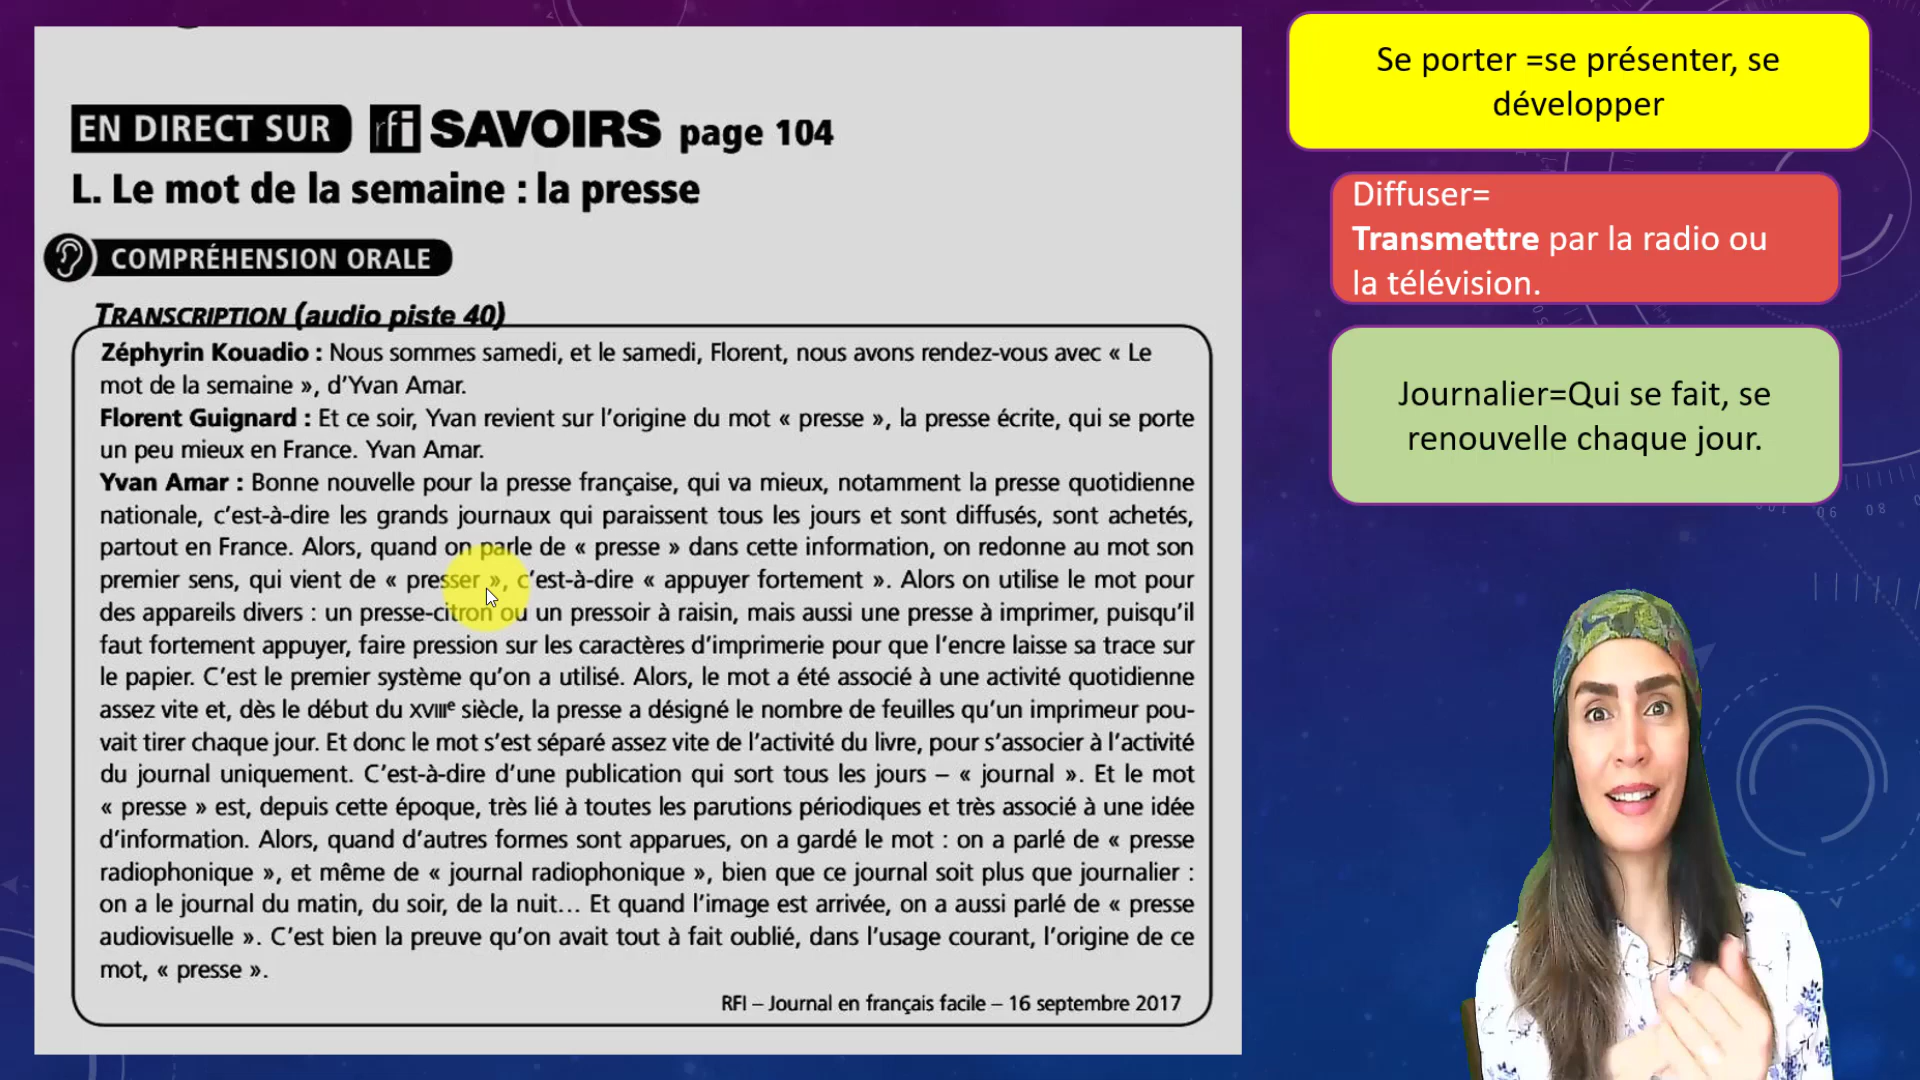 EN DIRECT SUR rfi SAVOIRS page 104
L. Le mot de la semaine : la presse
COMPRÉHENSION ORALE
TRANSCRIPTION (audio piste 40)
Zéphyrin Kouadio : Nous sommes samedi, et le samedi, Florent, nous avons rendez-vous avec « Le
mot de la semaine », d’Yvan Amar.
Florent Guignard : Et ce soir, Yvan revient sur l’origine du mot « presse », la presse écrite, qui se porte
un peu mieux en France. Yvan Amar.
Yvan Amar : Bonne nouvelle pour la presse française, qui va mieux, notamment la presse quotidienne
nationale, c’est-à-dire les grands journaux qui paraissent tous les jours et sont diffusés, sont achetés,
partout en France. Alors, quand on parle de « presse » dans cette information, on redonne au mot son
premier sens, qui vient de « presser », c’est-à-dire « appuyer fortement ». Alors on utilise le mot pour
des appareils divers : un presse-citron ou un pressoir à raisin, mais aussi une presse à imprimer, puisqu’il
faut fortement appuyer, faire pression sur les caractères d’imprimerie pour que l’encre laisse sa trace sur
le papier. C’est le premier système qu’on a utilisé. Alors, le mot a été associé à une activité quotidienne
assez vite et, dès le début du XVIIIe siècle, la presse a désigné le nombre de feuilles qu’un imprimeur pou-
vait tirer chaque jour. Et donc le mot s’est séparé assez vite de l’activité du livre, pour s’associer à l’activité
du journal uniquement. C’est-à-dire d’une publication qui sort tous les jours – « journal ». Et le mot
« presse » est, depuis cette époque, très lié à toutes les parutions périodiques et très associé à une idée
d’information. Alors, quand d’autres formes sont apparues, on a gardé le mot : on a parlé de « presse
radiophonique », et même de « journal radiophonique », bien que ce journal soit plus que journalier :
on a le journal du matin, du soir, de la nuit… Et quand l’image est arrivée, on a aussi parlé de « presse
audiovisuelle ». C’est bien la preuve qu’on avait tout à fait oublié, dans l’usage courant, l’origine de ce
mot, « presse ».
RFI – Journal en français facile – 16 septembre 2017
Se porter =se présenter, se
développer
Diffuser=
Transmettre par la radio ou
la télévision.
Journalier=Qui se fait, se
renouvelle chaque jour.